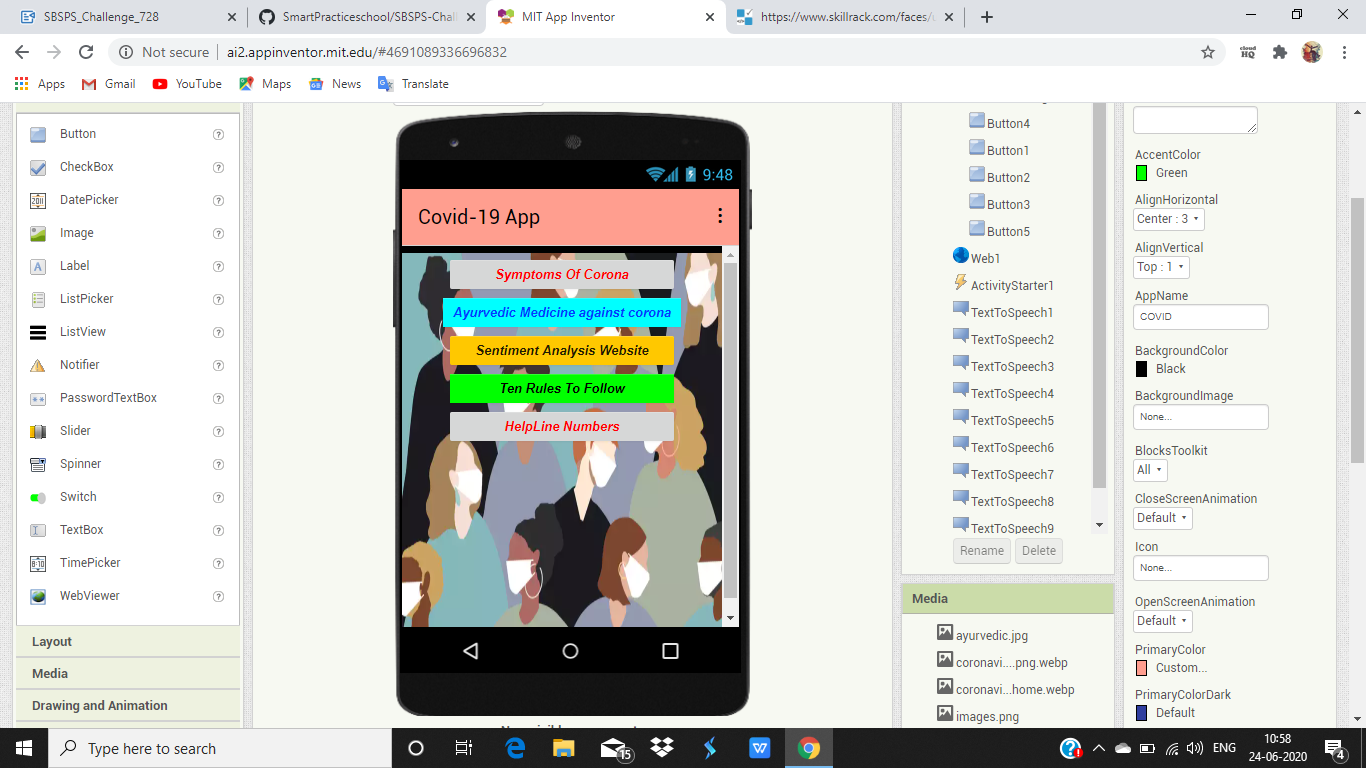 SBSPS_Challenge_728
SmartPracticeschool/SBSPS-Chall
MIT App Inventor
https://www.skillrack.com/faces/u
Not secure
ai2.appinventor.mit.edu/#4691089336696832
cloud
HQ
Apps
Gmail
YouTube
Maps
News
Translate
Button
CheckBox
DatePicker
Image
Label
ListPicker
ListView
Notifier
PasswordTextBox
Slider
Spinner
Switch
TextBox
TimePicker
WebViewer
Layout
Media
Drawing and Animation
9:48
Covid-19 App
Symptoms Of Corona
Ayurvedic Medicine against corona
Sentiment Analysis Website
Ten Rules To Follow
HelpLine Numbers
Button4
Button1
Button2
Button3
Button5
Web1
ActivityStarter1
TextToSpeech1
TextToSpeech2
TextToSpeech3
TextToSpeech4
TextToSpeech5
TextToSpeech6
TextToSpeech7
TextToSpeech8
TextToSpeech9
Rename
Delete
Media
ayurvedic.jpg
coronavi....png.webp
coronavi...home.webp
images.png
AccentColor
Green
AlignHorizontal
Center : 3
AlignVertical
Top : 1
AppName
COVID
BackgroundColor
Black
BackgroundImage
None...
BlocksToolkit
All
CloseScreenAnimation
Default
Icon
None...
OpenScreenAnimation
Default
PrimaryColor
Custom...
PrimaryColorDark
Default
Type here to search
15
ENG
10:58
24-06-2020
4